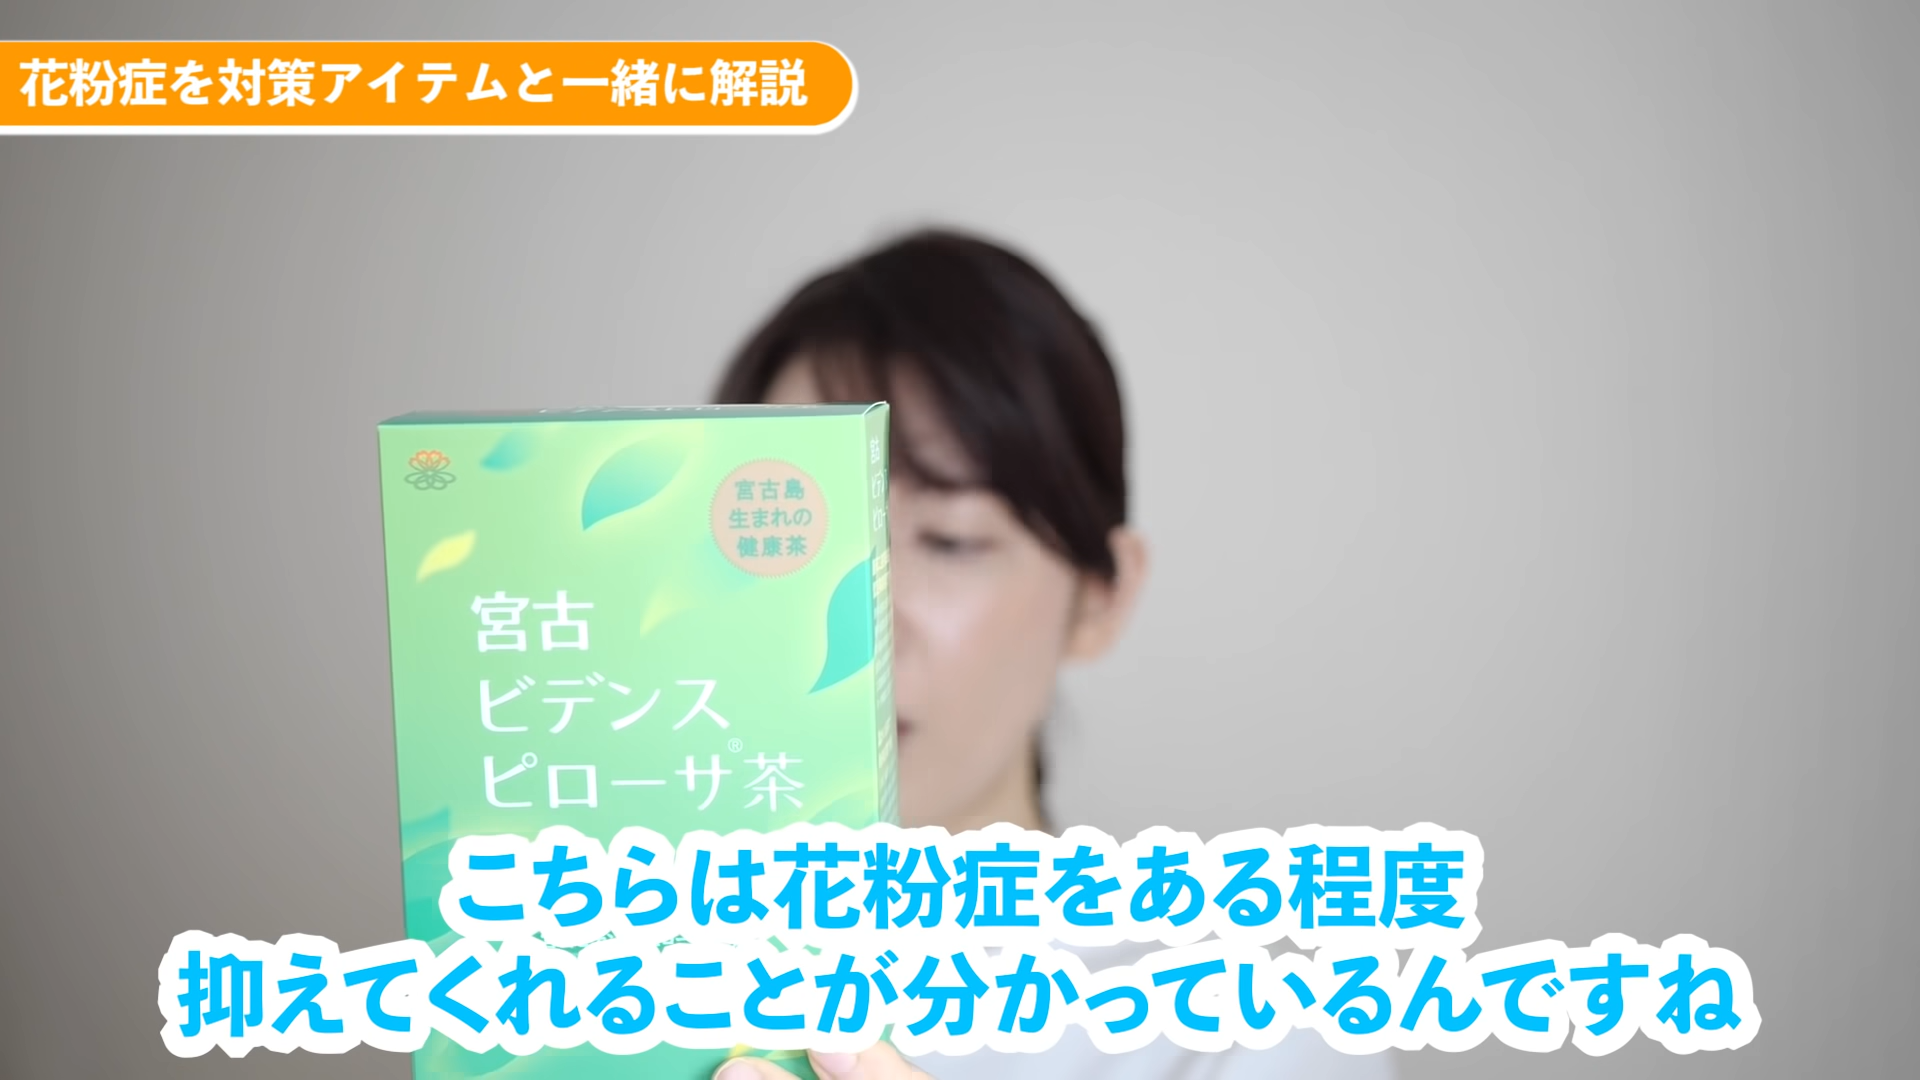 花粉症を対策アイテムと一緒に解説
宮古島
生まれの
健康茶
宮古
ビデンス
ピローサ®茶
こちらは花粉症をある程度
抑えてくれることが分かっているんですね